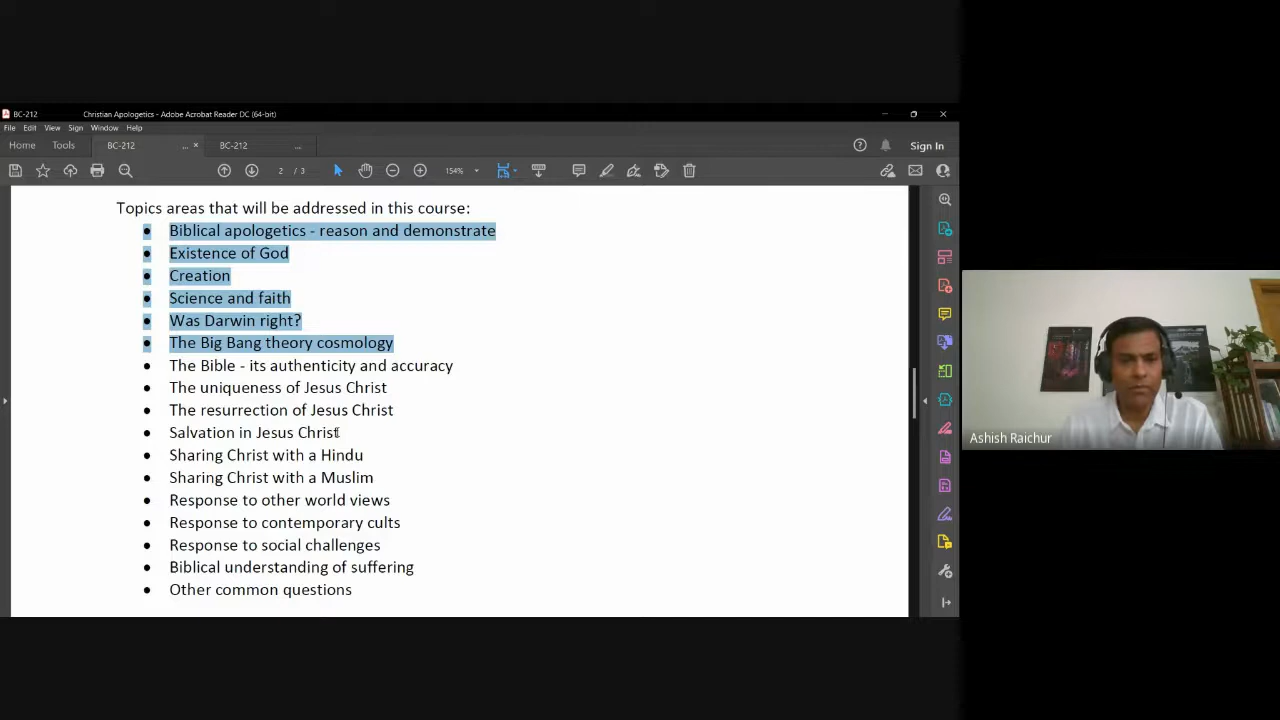 BC-212 Christian Apologetics - Adobe Acrobat Reader DC (64-bit)
File Edit View Sign Window Help
Home Tools BC-212 ... × BC-212 ... Sign In
2 / 3 154%
Topics areas that will be addressed in this course:
• Biblical apologetics - reason and demonstrate
• Existence of God
• Creation
• Science and faith
• Was Darwin right?
• The Big Bang theory cosmology
• The Bible - its authenticity and accuracy
• The uniqueness of Jesus Christ
• The resurrection of Jesus Christ
• Salvation in Jesus Christ
• Sharing Christ with a Hindu
• Sharing Christ with a Muslim
• Response to other world views
• Response to contemporary cults
• Response to social challenges
• Biblical understanding of suffering
• Other common questions
Ashish Raichur